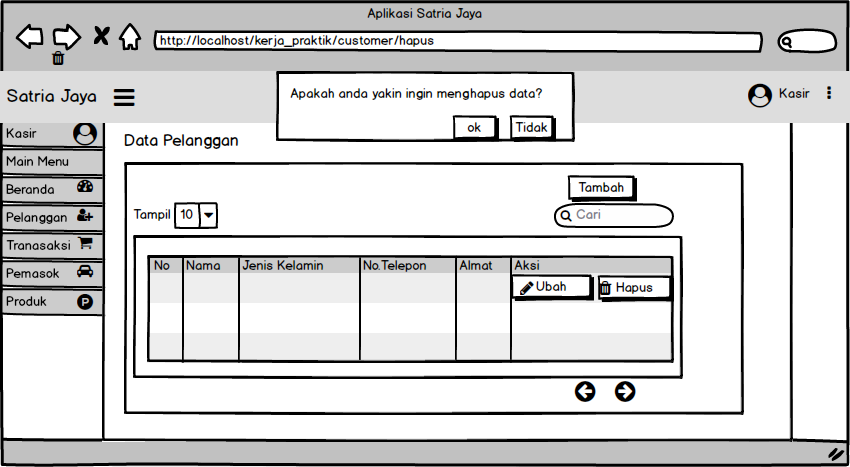 Aplikasi Satria Jaya
http://localhost/kerja_praktik/customer/hapus
Satria Jaya
Apakah anda yakin ingin menghapus data?
ok Tidak
Kasir
Kasir
Main Menu
Beranda
Pelanggan
Tranasaksi
Pemasok
Produk P
Data Pelanggan
Tambah
Tampil 10
Cari
No Nama Jenis Kelamin No.Telepon Almat Aksi
Ubah Hapus